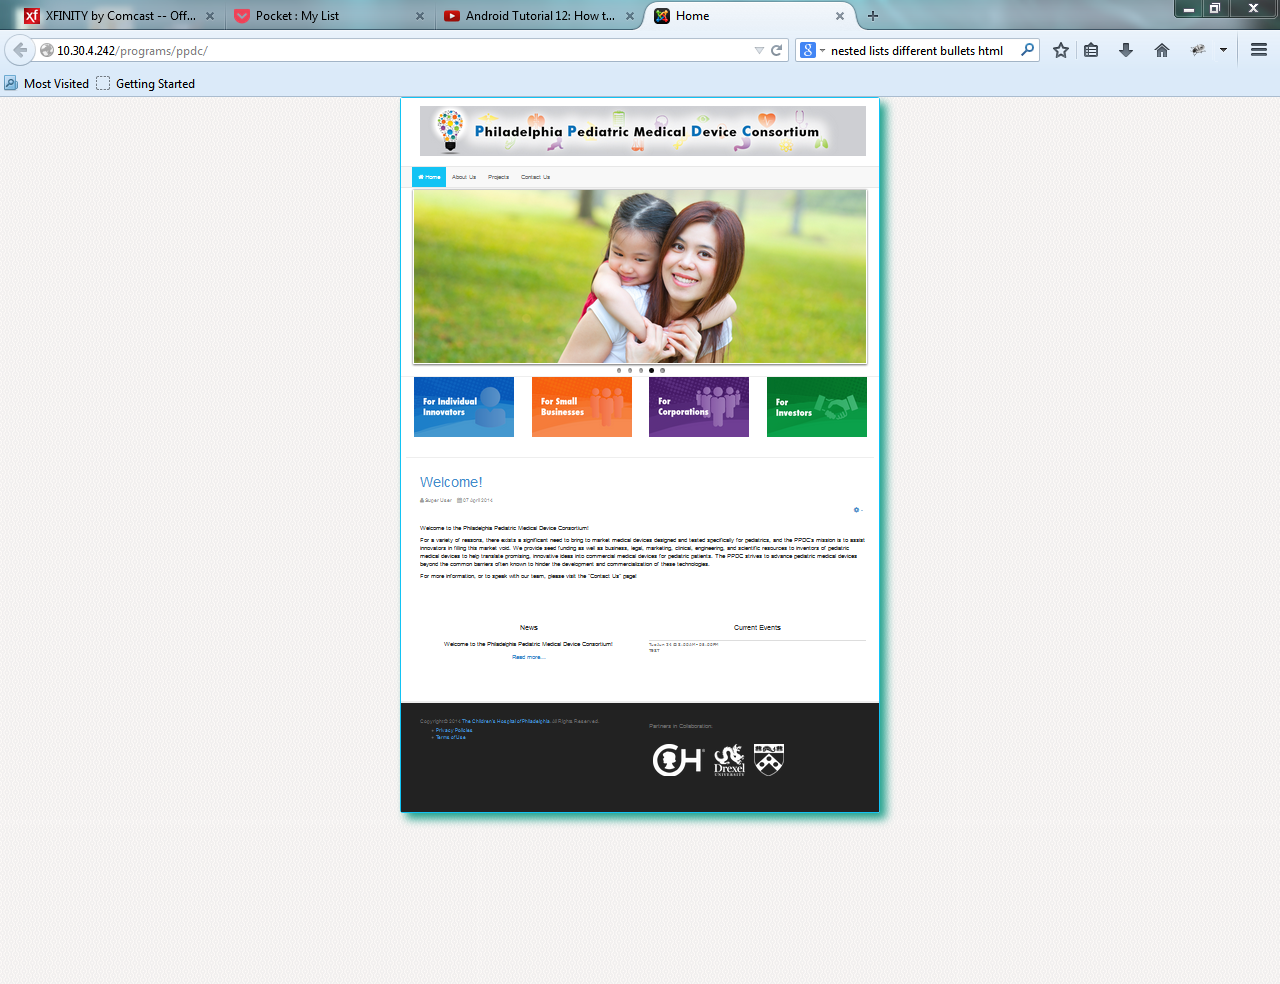 XFINITY by Comcast -- Off...
Pocket : My List
Android Tutorial 12: How t...
Home
10.30.4.242/programs/ppdc/
nested lists different bullets html
Most Visited
Getting Started
Philadelphia Pediatric Medical Device Consortium
Home
About Us
Projects
Contact Us
For Individual
Innovators
For Small
Businesses
For
Corporations
For
Investors
Welcome!
Super User
07 April 2014
Welcome to the Philadelphia Pediatric Medical Device Consortium!
For a variety of reasons, there exists a significant need to bring to market medical devices designed and tested specifically for pediatrics, and the PPDC's mission is to assist
innovators in filling this market void. We provide seed funding as well as business, legal, marketing, clinical, engineering, and scientific resources to inventors of pediatric
medical devices to help translate promising, innovative ideas into commercial medical devices for pediatric patients. The PPDC strives to advance pediatric medical devices
beyond the common barriers often known to hinder the development and commercialization of these technologies.
For more information, or to speak with our team, please visit the "Contact Us" page!
News
Current Events
Welcome to the Philadelphia Pediatric Medical Device Consortium!
Read more...
TEST
Copyright © 2014 The Children's Hospital of Philadelphia. All Rights Reserved.
Privacy Policies
Terms of Use
Partners in Collaboration:
CH
Drexel
UNIVERSITY